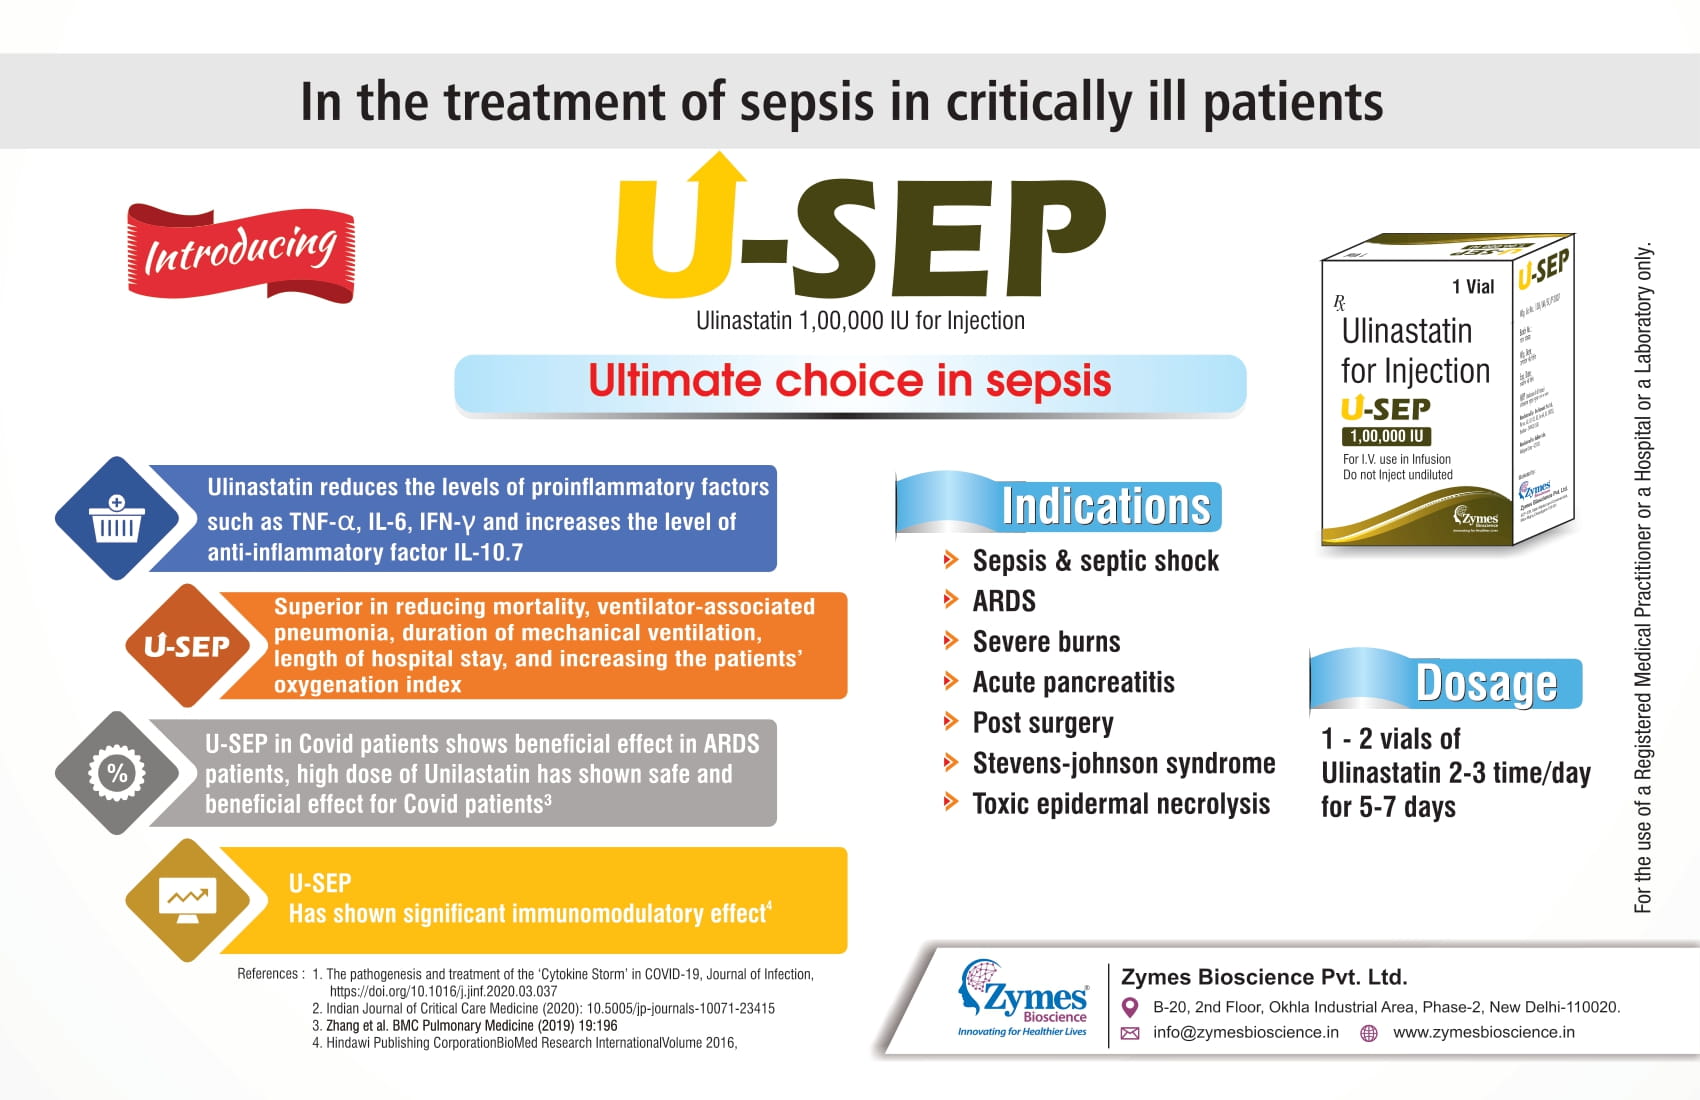 In the treatment of sepsis in critically ill patients
Introducing
U-SEP
Ulinastatin 1,00,000 IU for Injection
Ultimate choice in sepsis
Ulinastatin reduces the levels of proinflammatory factors
such as TNF-α, IL-6, IFN-γ and increases the level of
anti-inflammatory factor IL-10.7
U-SEP
Superior in reducing mortality, ventilator-associated
pneumonia, duration of mechanical ventilation,
length of hospital stay, and increasing the patients’
oxygenation index
%
U-SEP in Covid patients shows beneficial effect in ARDS
patients, high dose of Unilastatin has shown safe and
beneficial effect for Covid patients³
U-SEP
Has shown significant immunomodulatory effect⁴
References : 1. The pathogenesis and treatment of the ‘Cytokine Storm’ in COVID-19, Journal of Infection,
https://doi.org/10.1016/j.jinf.2020.03.037
2. Indian Journal of Critical Care Medicine (2020): 10.5005/jp-journals-10071-23415
3. Zhang et al. BMC Pulmonary Medicine (2019) 19:196
4. Hindawi Publishing CorporationBioMed Research InternationalVolume 2016,
Indications
Sepsis & septic shock
ARDS
Severe burns
Acute pancreatitis
Post surgery
Stevens-johnson syndrome
Toxic epidermal necrolysis
U-SEP
1 Vial
Rx
Ulinastatin
for Injection
U-SEP
1,00,000 IU
For I.V. use in Infusion
Do not Inject undiluted
Zymes
Bioscience
U-SEP
Zymes
Zymes Bioscience Pvt. Ltd.
Dosage
1 - 2 vials of
Ulinastatin 2-3 time/day
for 5-7 days
For the use of a Registered Medical Practitioner or a Hospital or a Laboratory only.
Zymes®
Bioscience
Innovating for Healthier Lives
Zymes Bioscience Pvt. Ltd.
B-20, 2nd Floor, Okhla Industrial Area, Phase-2, New Delhi-110020.
info@zymesbioscience.in
www.zymesbioscience.in